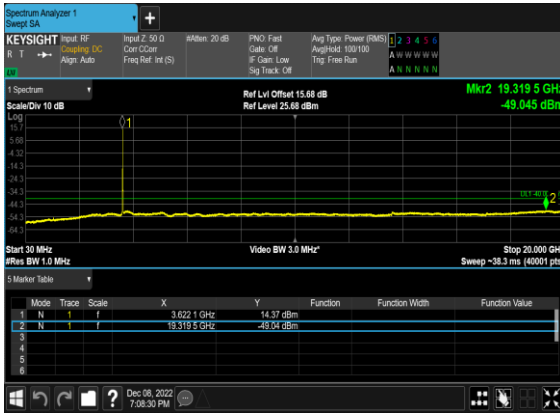 Spectrum Analyzer 1
Swept SA
+
KEYSIGHT Input: RF Input Z: 50 Ω #Atten: 20 dB PNO: Fast Avg Type: Power (RMS) 1 2 3 4 5 6
R T Coupling: DC Corr CCorr Gate: Off Avg|Hold: 100/100 A W W W W W
Align: Auto Freq Ref: Int (S) IF Gain: Low Trig: Free Run
Sig Track: Off A N N N N N
1 Spectrum Ref Lvl Offset 15.68 dB Mkr2 19.319 5 GHz
Scale/Div 10 dB Ref Level 25.68 dBm -49.045 dBm
Log
15.7
5.68
-4.32
-14.3
-24.3
-34.3
-44.3
-54.3
-64.3
1
2
Start 30 MHz Video BW 3.0 MHz* Stop 20.000 GHz
#Res BW 1.0 MHz Sweep ~38.3 ms (40001 pts)
5 Marker Table
Mode Trace Scale X Y Function Function Width Function Value
1 N 1 f 3.622 1 GHz 14.37 dBm
2 N 1 f 19.319 5 GHz -49.04 dBm
3
4
5
6
? Dec 08, 2022
7:08:30 PM